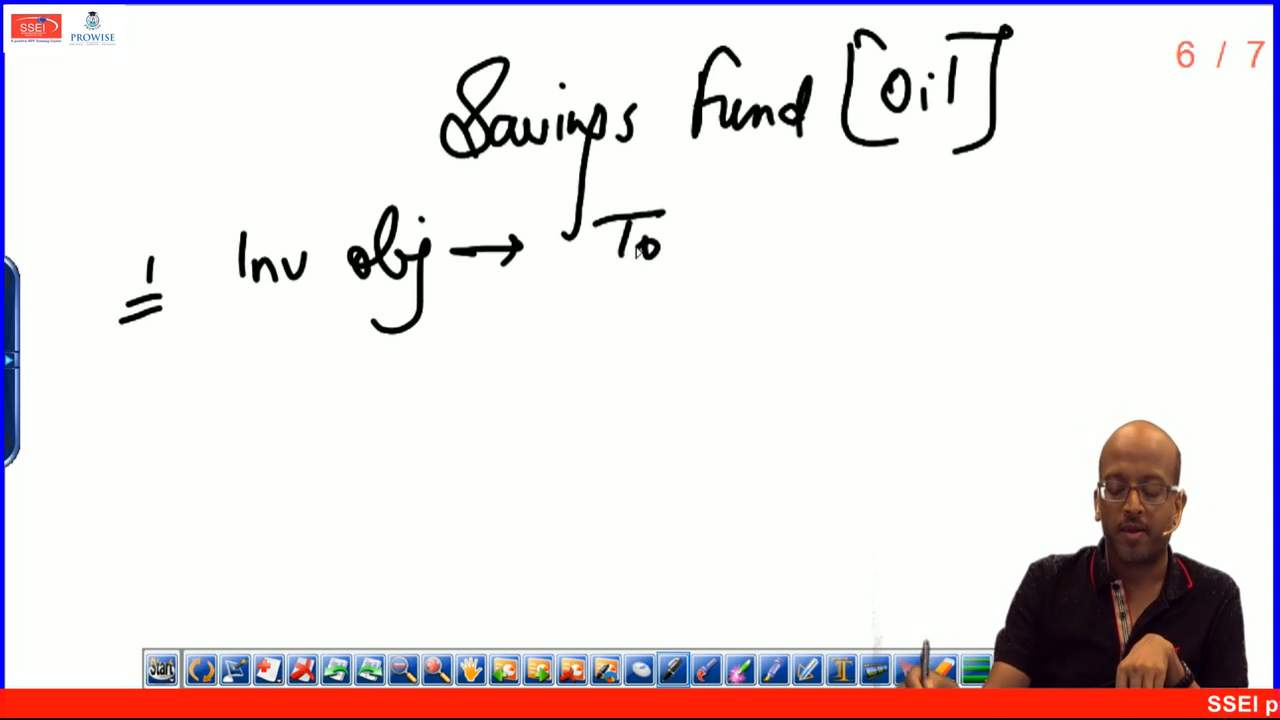 SSEI
PROWISE
6 / 7
Savings Fund [Oil]
1 Inv obj → To
Start
T
SSEI p